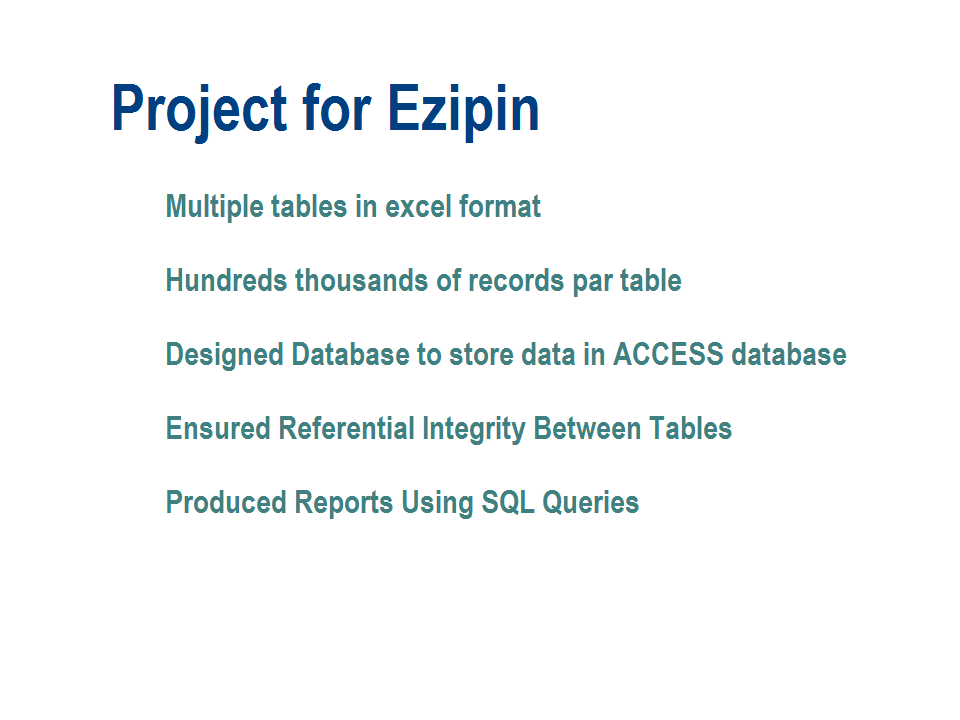 Project for Ezipin
Multiple tables in excel format
Hundreds thousands of records par table
Designed Database to store data in ACCESS database
Ensured Referential Integrity Between Tables
Produced Reports Using SQL Queries